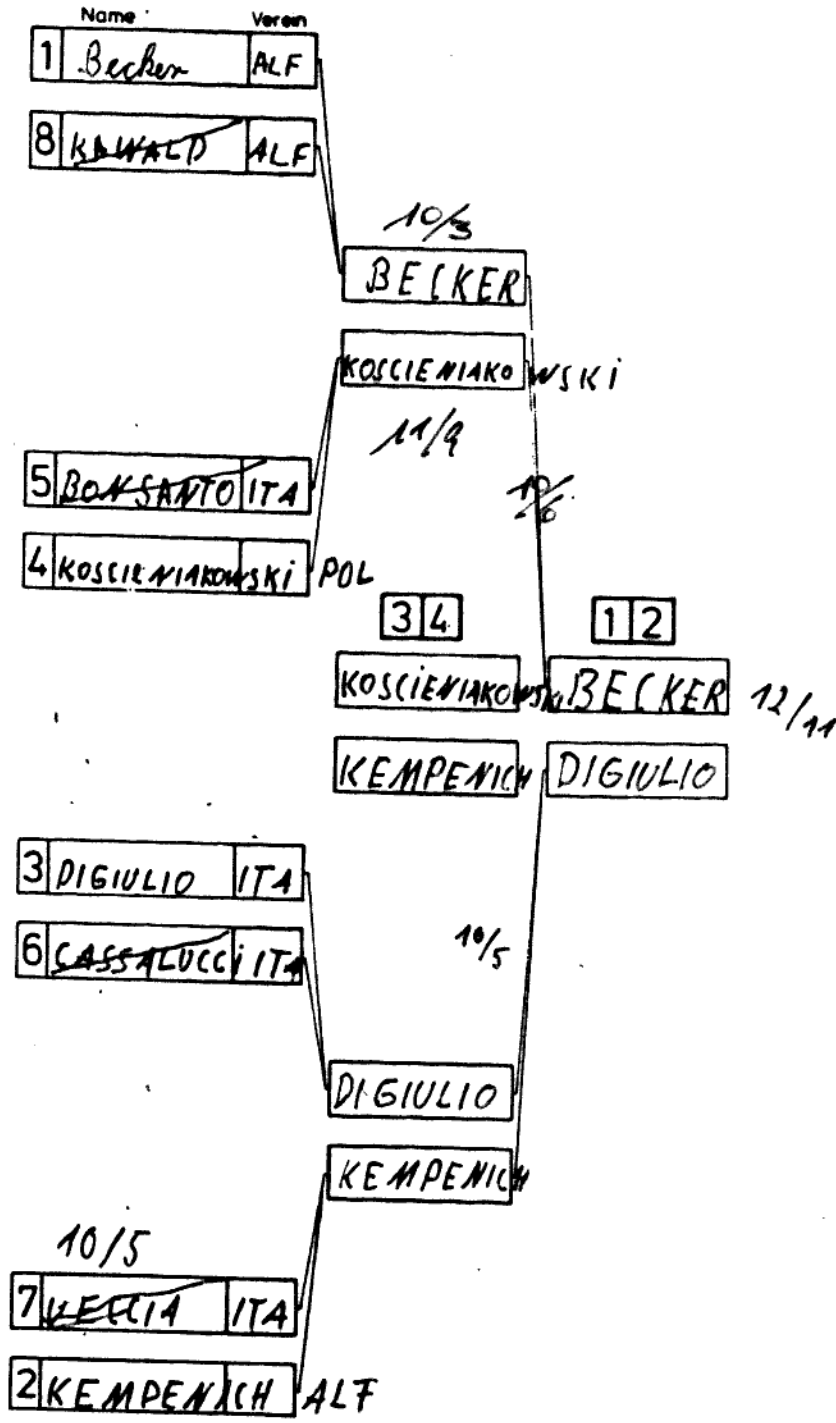 Name Verein
1 Becker ALF
8 KAWALD ALF
10/3
BECKER
KOSCIENIAKOWSKI
11/9
5 BONSANTO ITA
10/6
4 KOSCIENIAKOWSKI POL
3 4 1 2
KOSCIENIAKOWSKI BECKER 12/11
KEMPENICH DIGIULIO
3 DIGIULIO ITA
6 CASSALUCCI ITA
10/5
DIGIULIO
KEMPENICH
10/5
7 ITA
2 KEMPENICH ALF